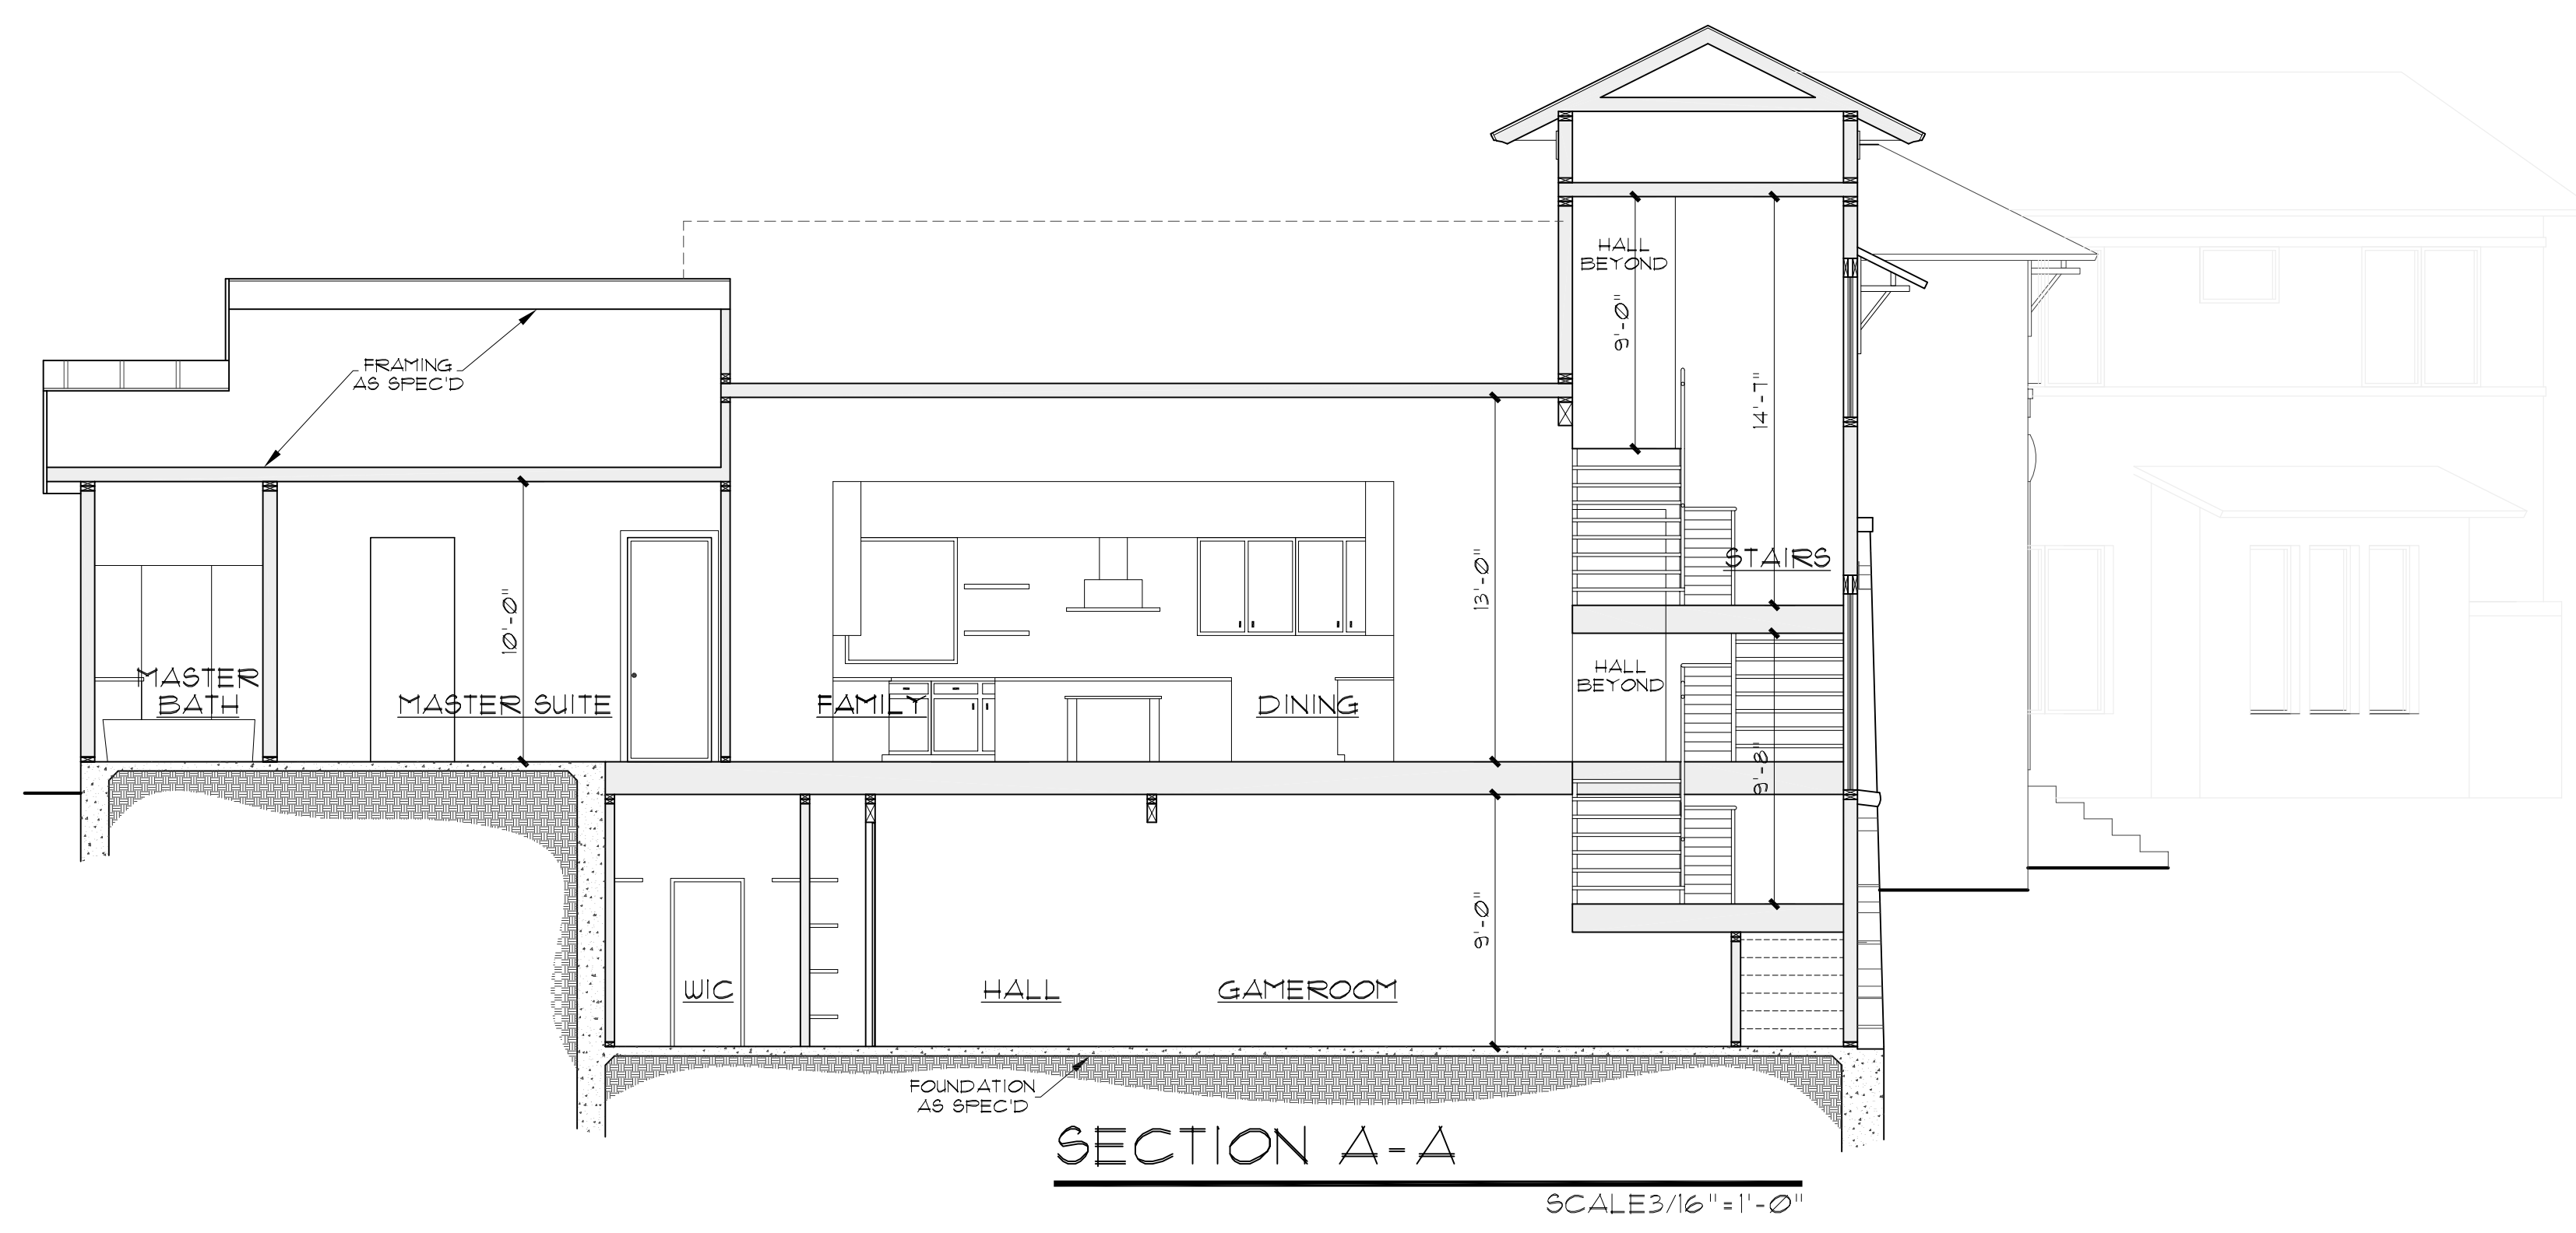 HALL
BEYOND
9'-0"
14'-7"
FRAMING
AS SPEC'D
STAIRS
13'-0"
10'-0"
HALL
BEYOND
MASTER
BATH
MASTER SUITE
FAMILY
DINING
9'-8"
9'-0"
WIC
HALL
GAMEROOM
FOUNDATION
AS SPEC'D
SECTION A-A
SCALE3/16"=1'-0"